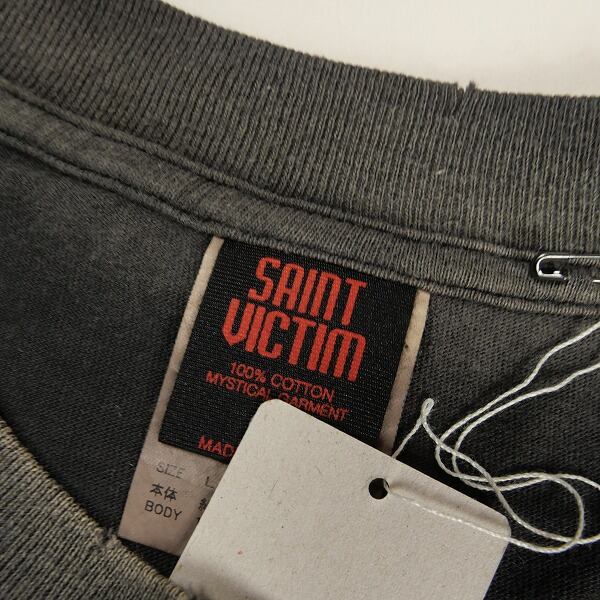 SAINT
VICTIM
100% COTTON
MYSTICAL GARMENT
SIZE L
本体
BODY